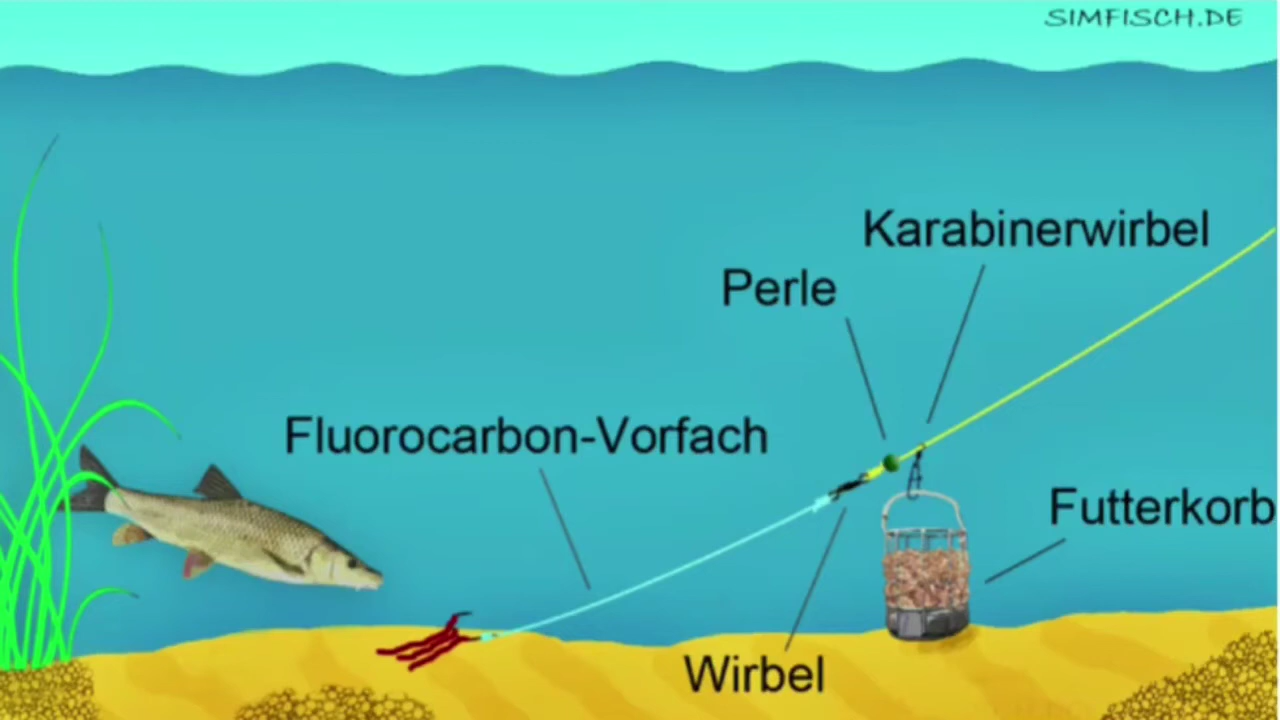 SIMFISCH.DE
Karabinerwirbel
Perle
Fluorocarbon-Vorfach
Futterkorb
Wirbel